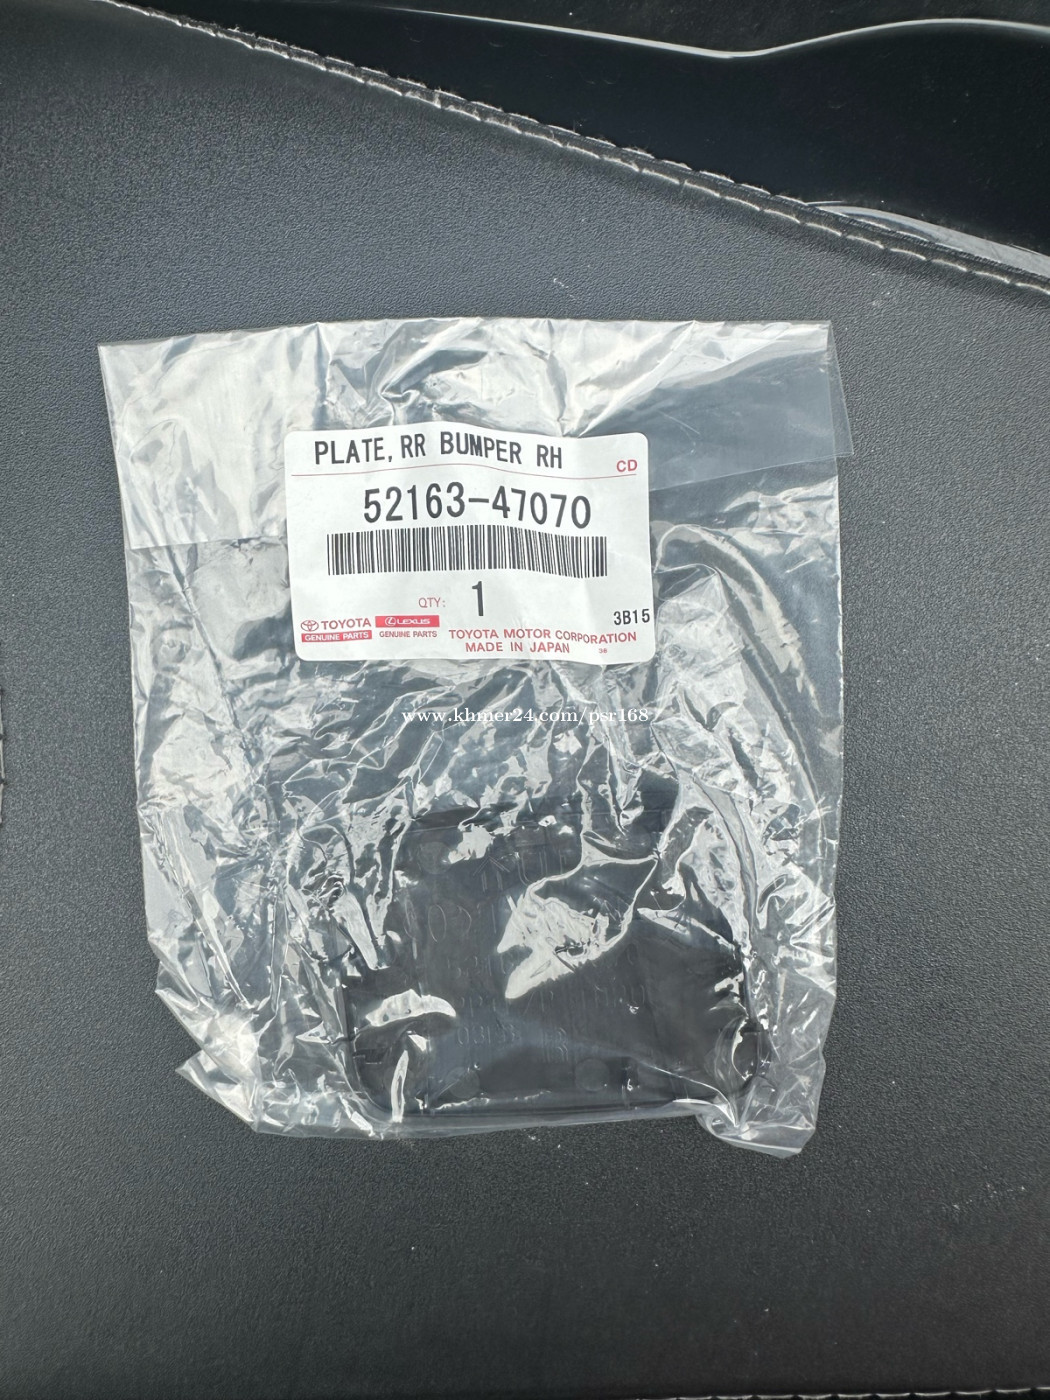 PLATE, RR BUMPER RH
CD
52163-47070
QTY: 1
3B15
TOYOTA
GENUINE PARTS
LEXUS
GENUINE PARTS
TOYOTA MOTOR CORPORATION
MADE IN JAPAN
www.khmer24.com/psr168